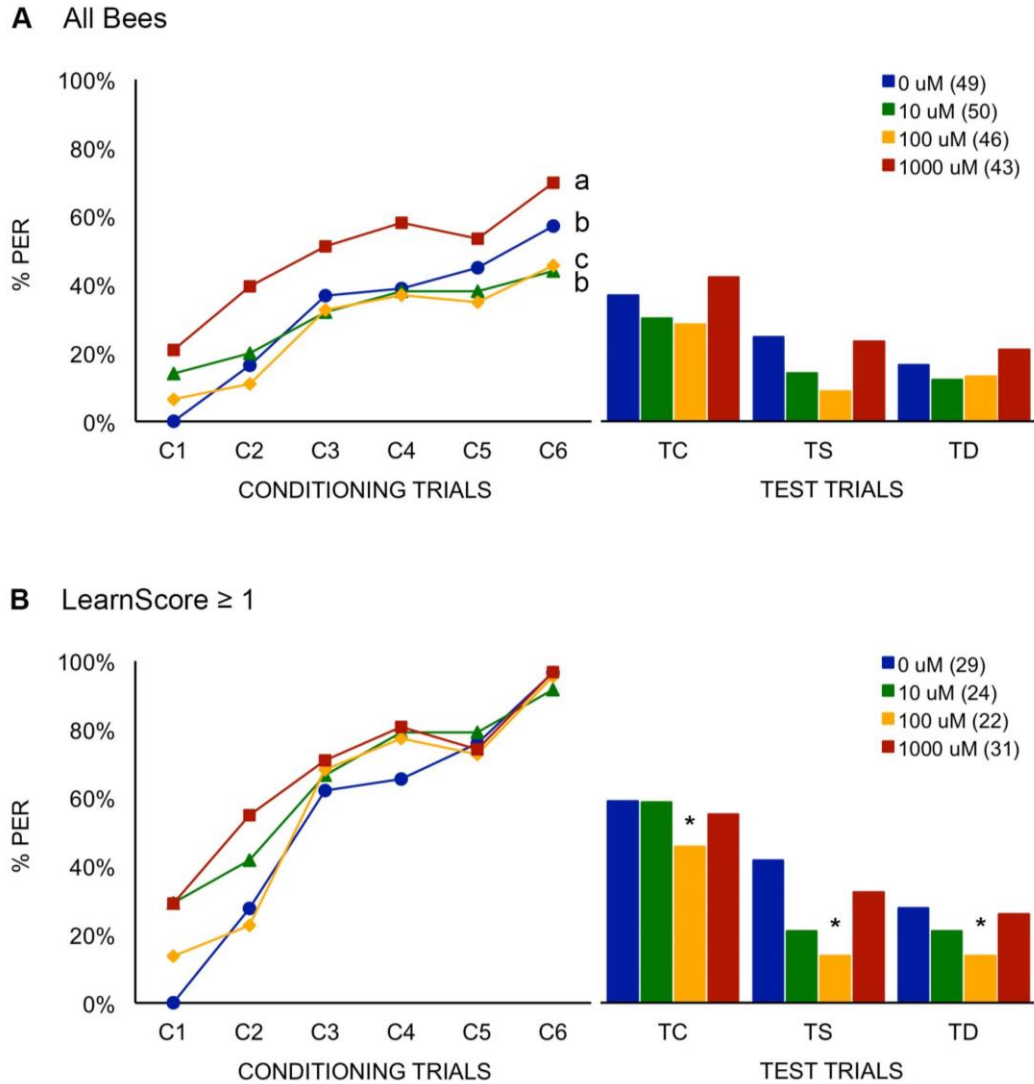 A All Bees
100%
80%
60%
40%
20%
0%
% PER
a
b
c
b
C1 C2 C3 C4 C5 C6
CONDITIONING TRIALS
0 uM (49)
10 uM (50)
100 uM (46)
1000 uM (43)
TC TS TD
TEST TRIALS
B LearnScore ≥ 1
100%
80%
60%
40%
20%
0%
% PER
C1 C2 C3 C4 C5 C6
CONDITIONING TRIALS
0 uM (29)
10 uM (24)
100 uM (22)
1000 uM (31)
* * *
TC TS TD
TEST TRIALS